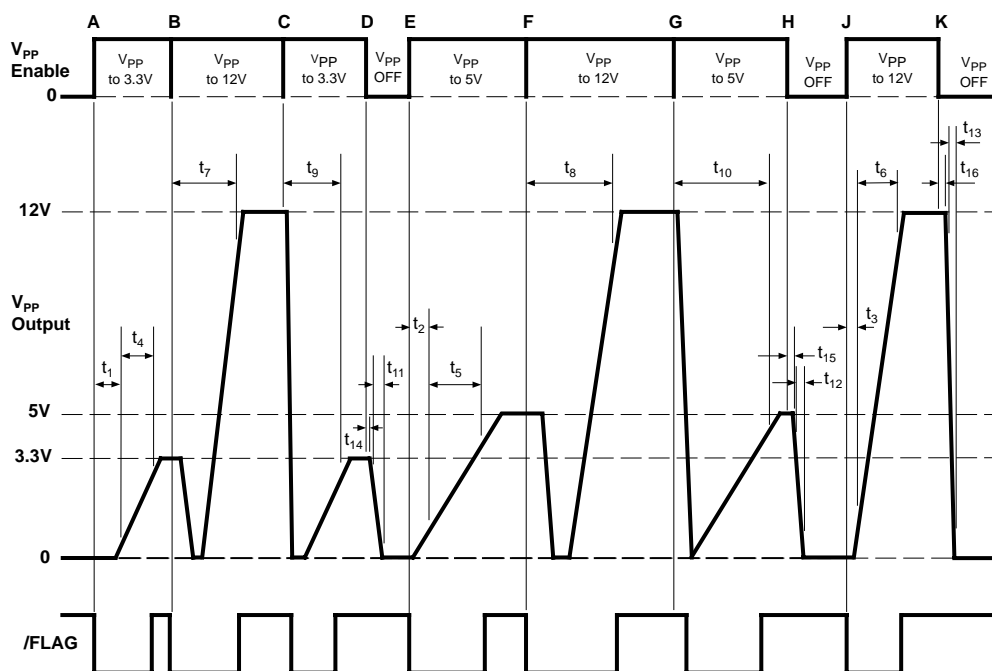 A B C D E F G H J K
VPP
Enable
0
VPP
to 3.3V
VPP
to 12V
VPP
to 3.3V
VPP
OFF
VPP
to 5V
VPP
to 12V
VPP
to 5V
VPP
OFF
VPP
to 12V
VPP
OFF
t13
t7 t9 t8 t10 t6 t16
12V
VPP
Output
t1 t4 t2 t5 t11 t3 t15 t12
5V
t14
3.3V
0
/FLAG